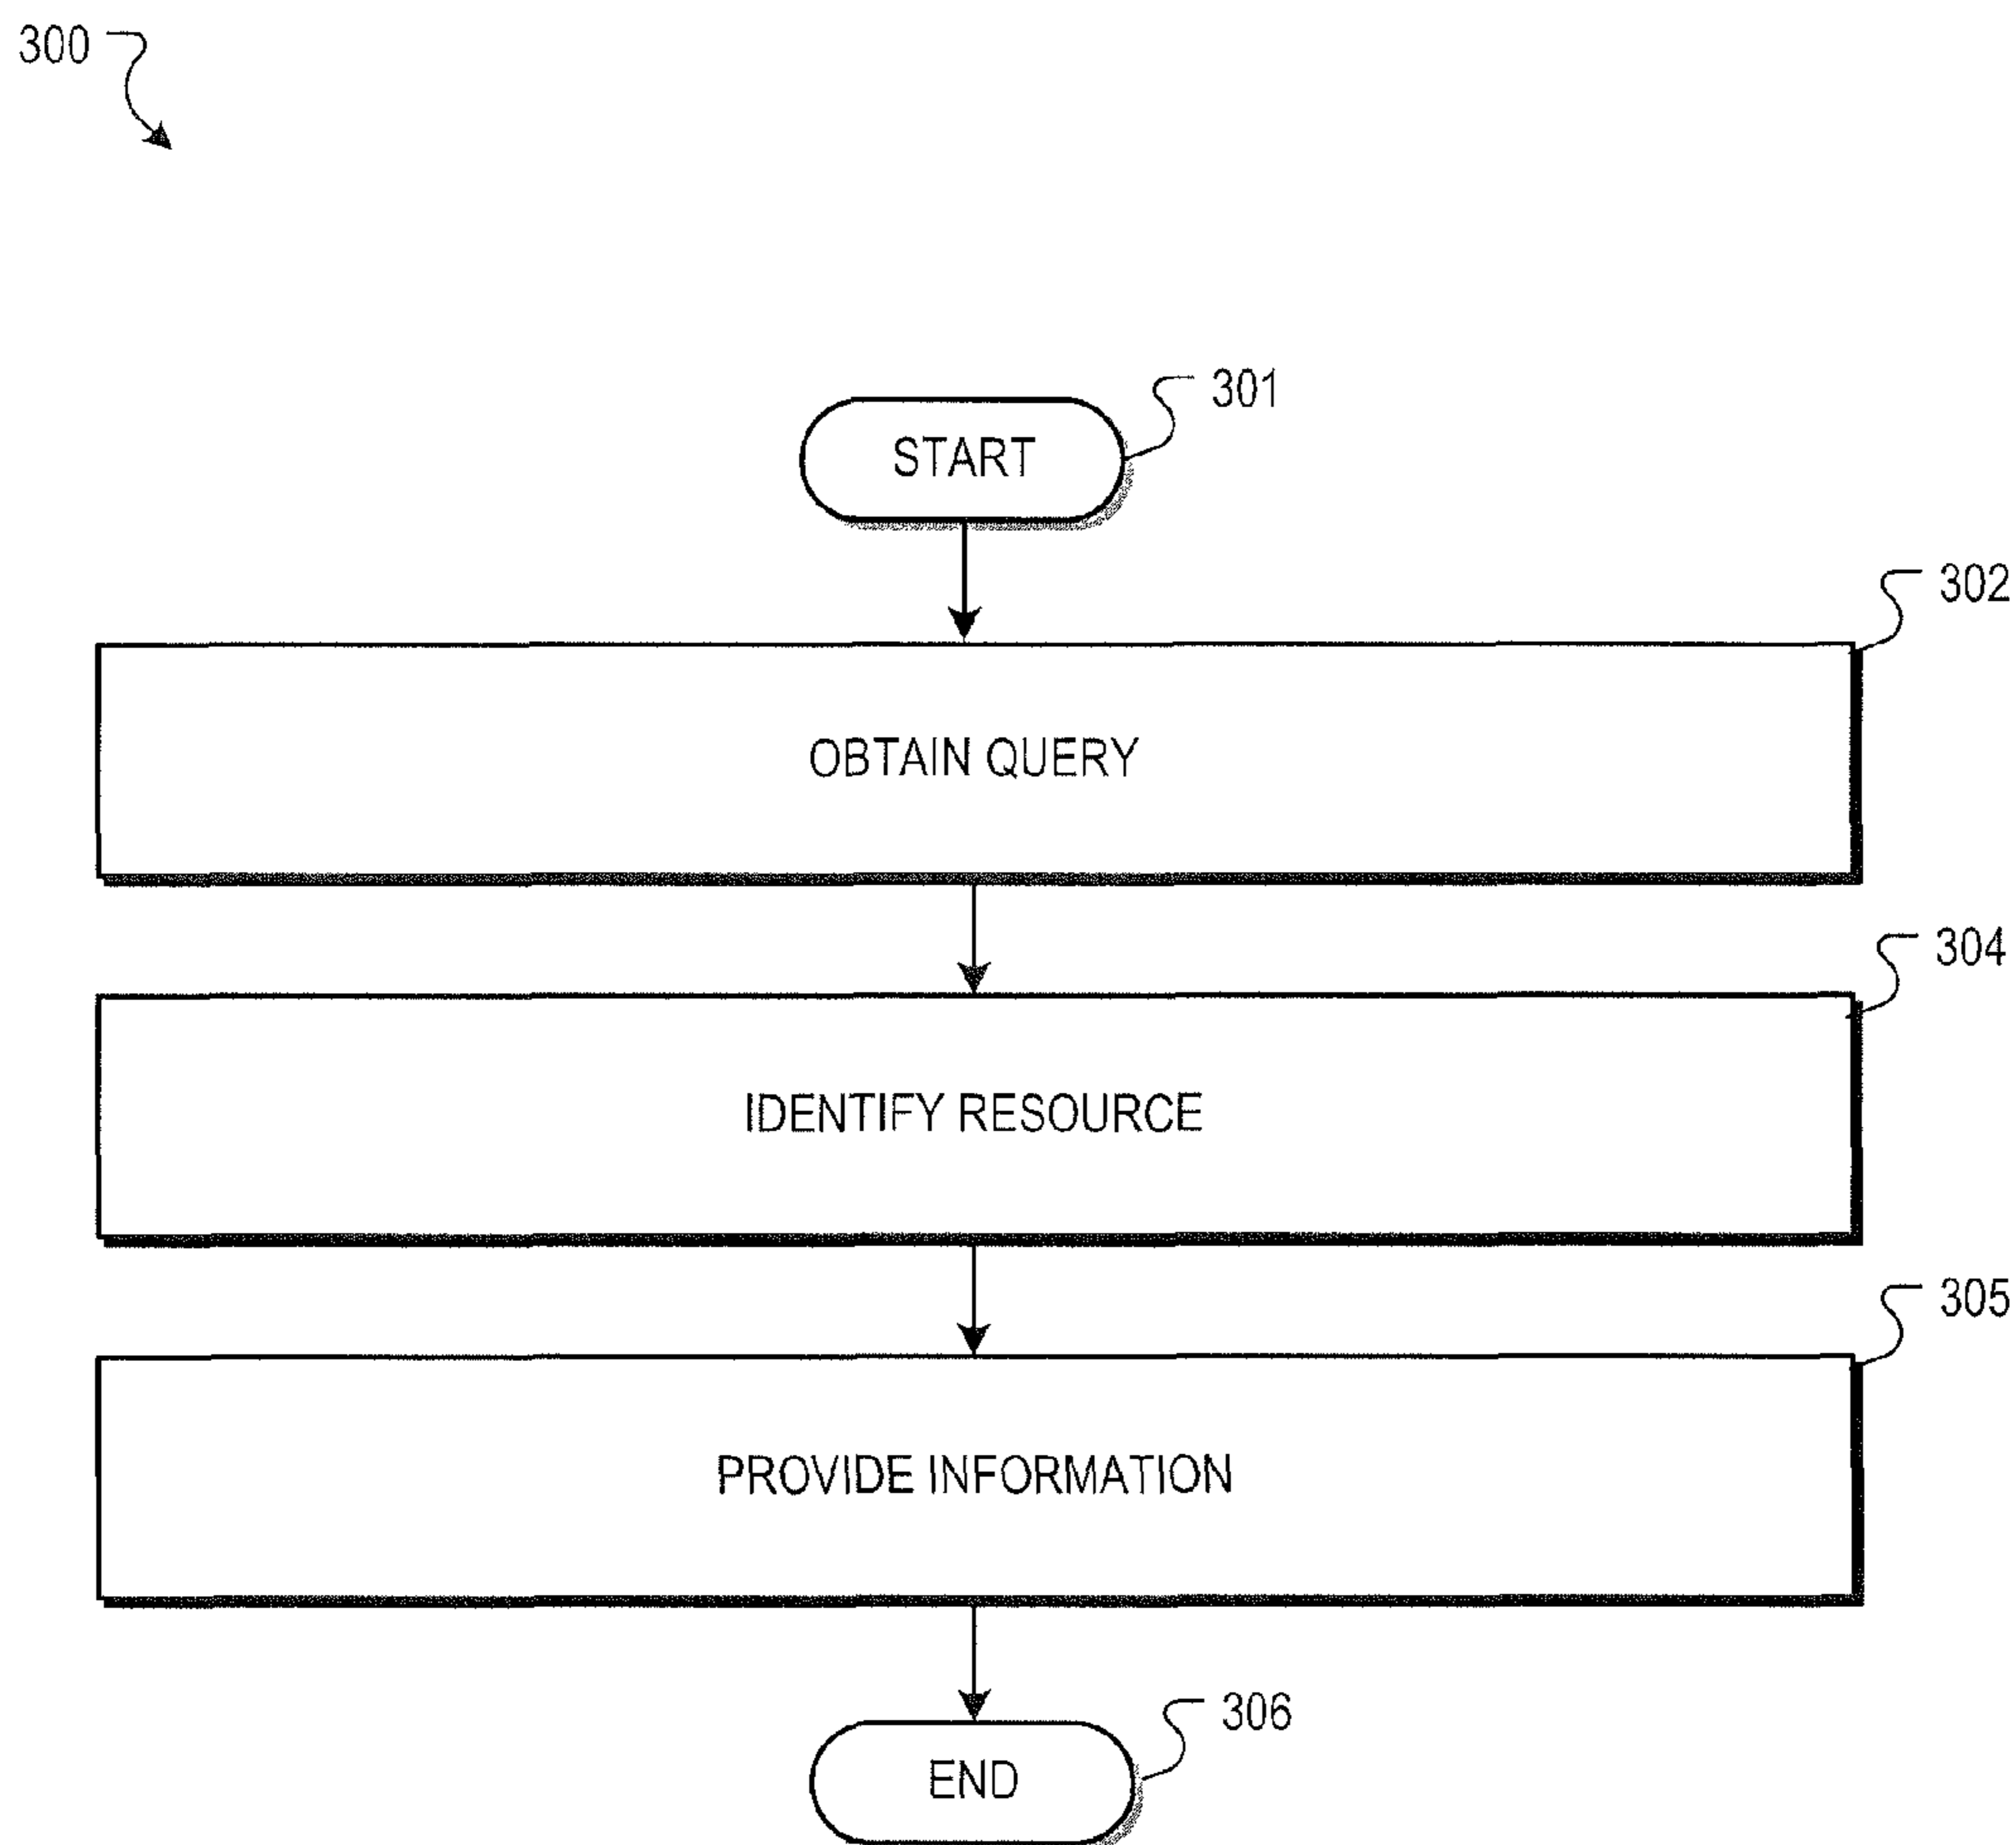 300
301
START
302
OBTAIN QUERY
304
IDENTIFY RESOURCE
305
PROVIDE INFORMATION
306
END